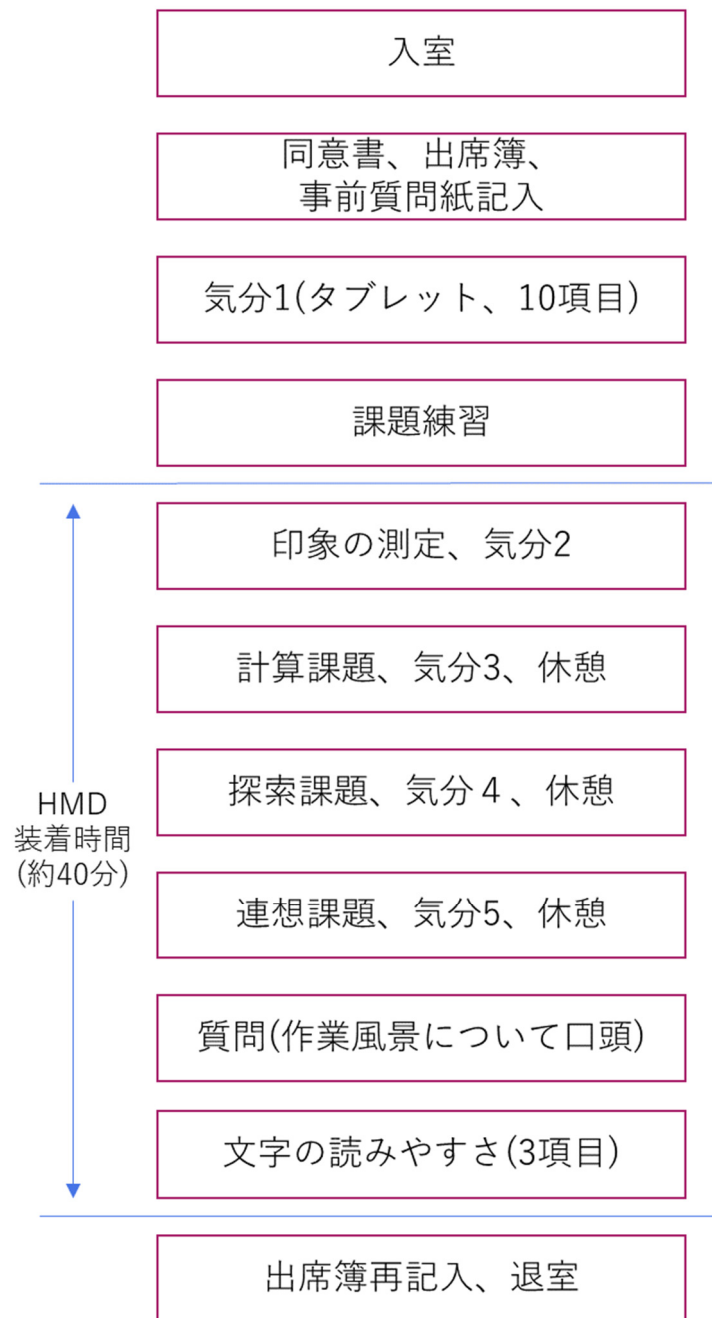 入室
同意書、出席簿、
事前質問紙記入
気分1(タブレット、10項目)
課題練習
印象の測定、気分2
計算課題、気分3、休憩
探索課題、気分４、休憩
HMD
装着時間
(約40分)
連想課題、気分5、休憩
質問(作業風景について口頭)
文字の読みやすさ(3項目)
出席簿再記入、退室